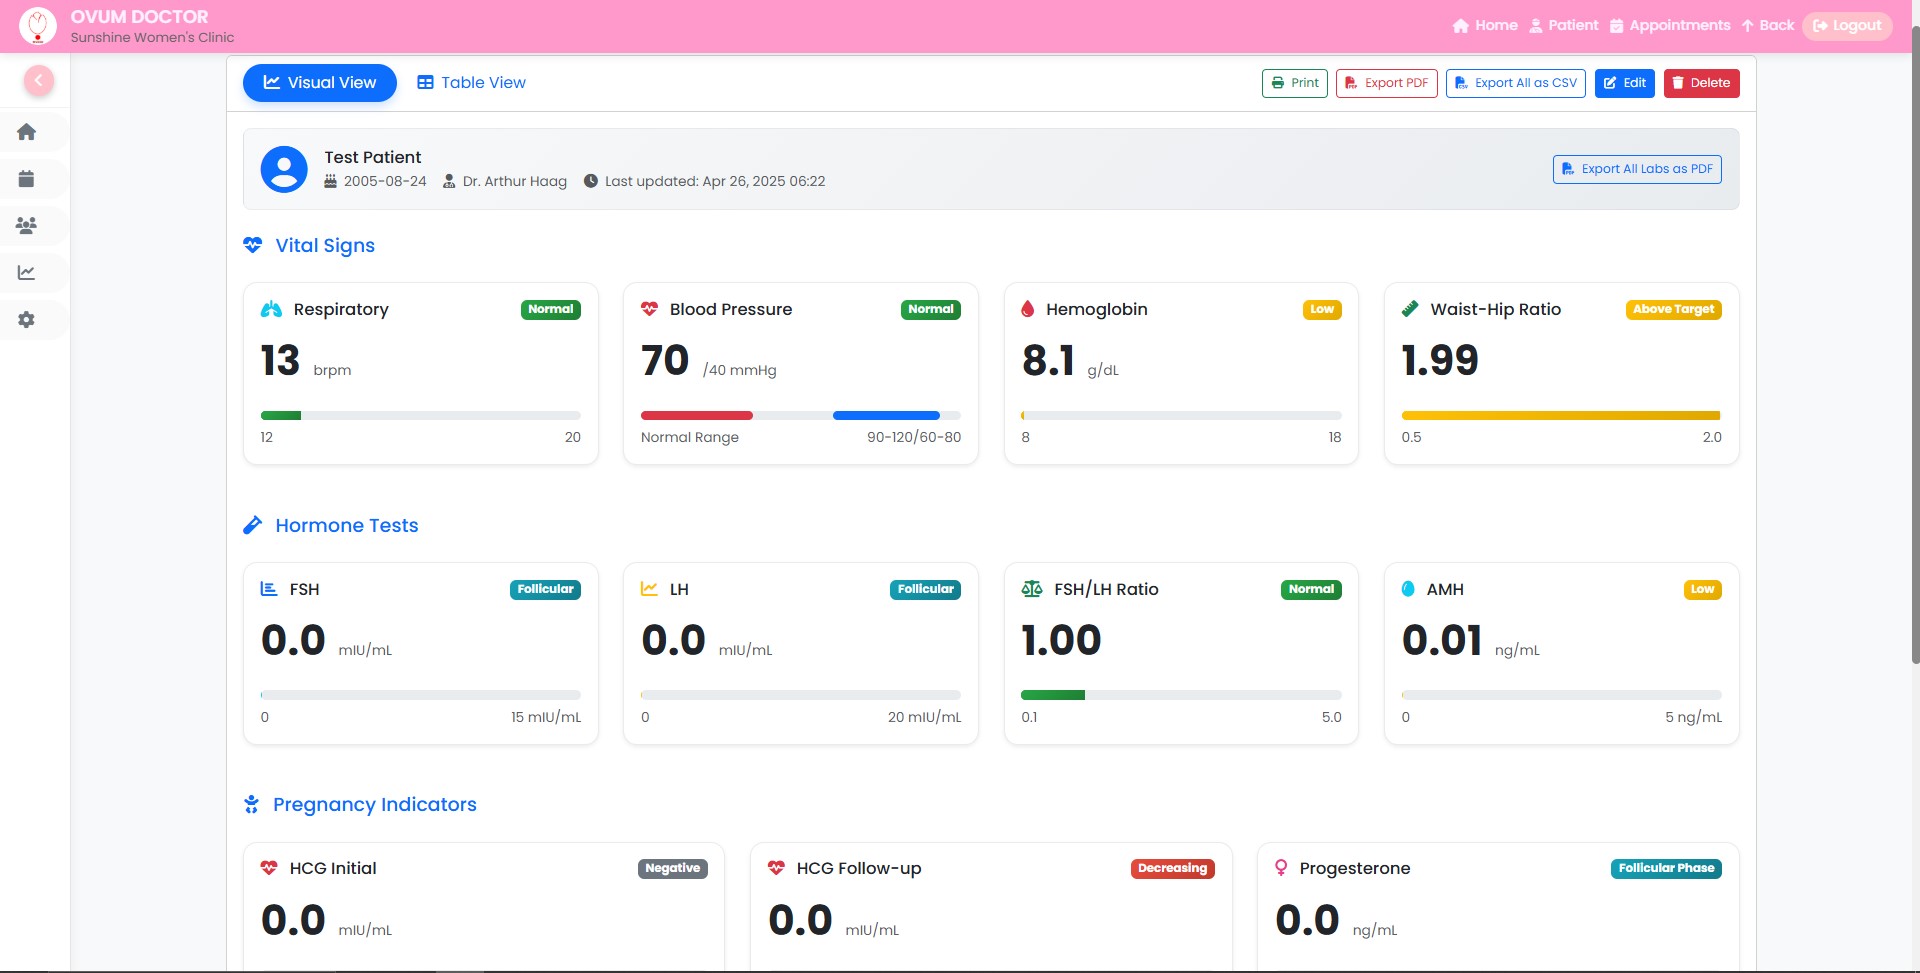 OVUM DOCTOR
Sunshine Women's Clinic
Home Patient Appointments Back Logout
Visual View Table View Print Export PDF Export All as CSV Edit Delete
Test Patient
2005-08-24 Dr. Arthur Haag Last updated: Apr 26, 2025 06:22
Export All Labs as PDF
Vital Signs
Respiratory Normal
13 brpm
12 20
Blood Pressure Normal
70 /40 mmHg
Normal Range 90-120/60-80
Hemoglobin Low
8.1 g/dL
8 18
Waist-Hip Ratio Above Target
1.99
0.5 2.0
Hormone Tests
FSH Follicular
0.0 mIU/mL
0 15 mIU/mL
LH Follicular
0.0 mIU/mL
0 20 mIU/mL
FSH/LH Ratio Normal
1.00
0.1 5.0
AMH Low
0.01 ng/mL
0 5 ng/mL
Pregnancy Indicators
HCG Initial Negative
0.0 mIU/mL
HCG Follow-up Decreasing
0.0 mIU/mL
Progesterone Follicular Phase
0.0 ng/mL